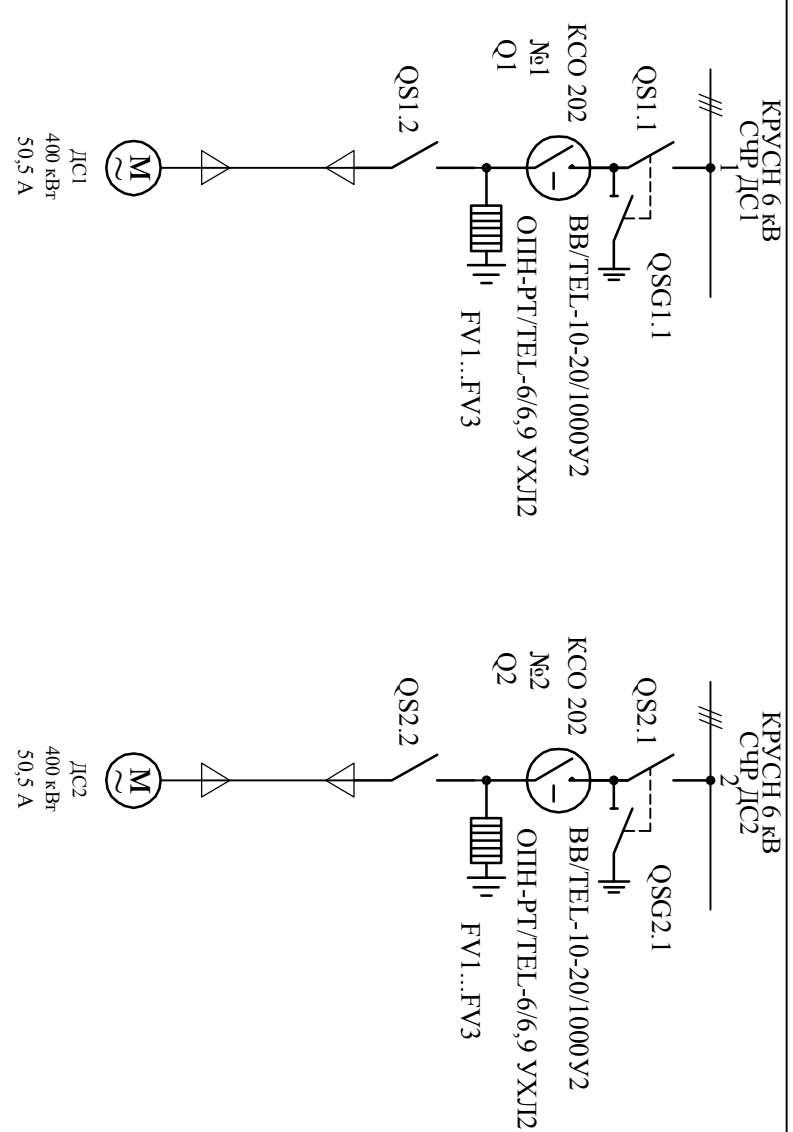 КРУСН 6 кВ
СЧР ДС1
1
QS1.1
QSG1.1
КСО 202
№1
Q1
ВВ/TEL-10-20/1000У2
ОПН-РТ/TEL-6/6,9 УХЛ2
FV1...FV3
QS1.2
M
~
ДС1
400 кВт
50,5 А
КРУСН 6 кВ
СЧР ДС2
2
QS2.1
QSG2.1
КСО 202
№2
Q2
ВВ/TEL-10-20/1000У2
ОПН-РТ/TEL-6/6,9 УХЛ2
FV1...FV3
QS2.2
M
~
ДС2
400 кВт
50,5 А